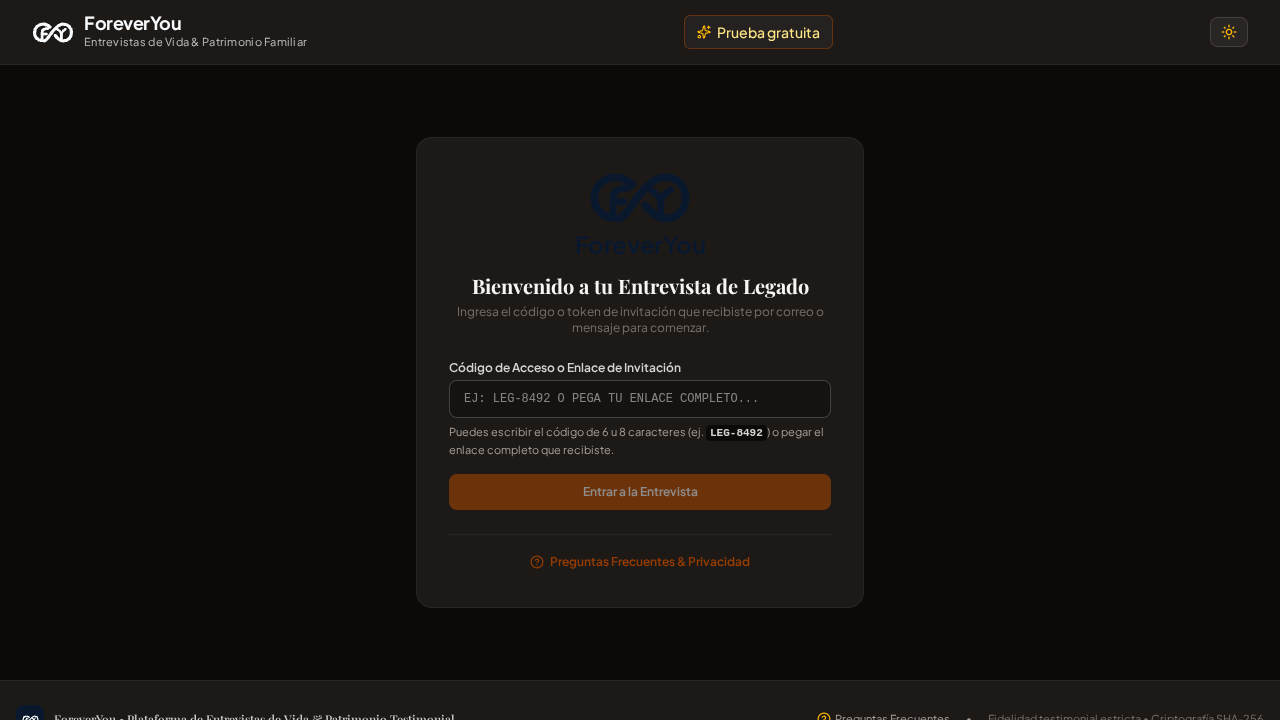 ForeverYou
Entrevistas de Vida & Patrimonio Familiar
Prueba gratuita
ForeverYou
Bienvenido a tu Entrevista de Legado
Ingresa el código o token de invitación que recibiste por correo o
mensaje para comenzar.
Código de Acceso o Enlace de Invitación
EJ: LEG-8492 O PEGA TU ENLACE COMPLETO...
Puedes escribir el código de 6 u 8 caracteres (ej. LEG-8492) o pegar el
enlace completo que recibiste.
Entrar a la Entrevista
Preguntas Frecuentes & Privacidad
ForeverYou • Plataforma de Entrevistas de Vida & Patrimonio Testimonial
Preguntas Frecuentes • Fidelidad testimonial estricta • Criptografía SHA-256